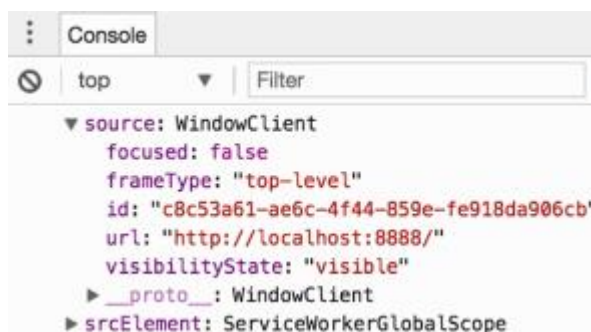 Console
top Filter
source: WindowClient
focused: false
frameType: "top-level"
id: "c8c53a61-ae6c-4f44-859e-fe918da906cb"
url: "http://localhost:8888/"
visibilityState: "visible"
__proto__: WindowClient
srcElement: ServiceWorkerGlobalScope